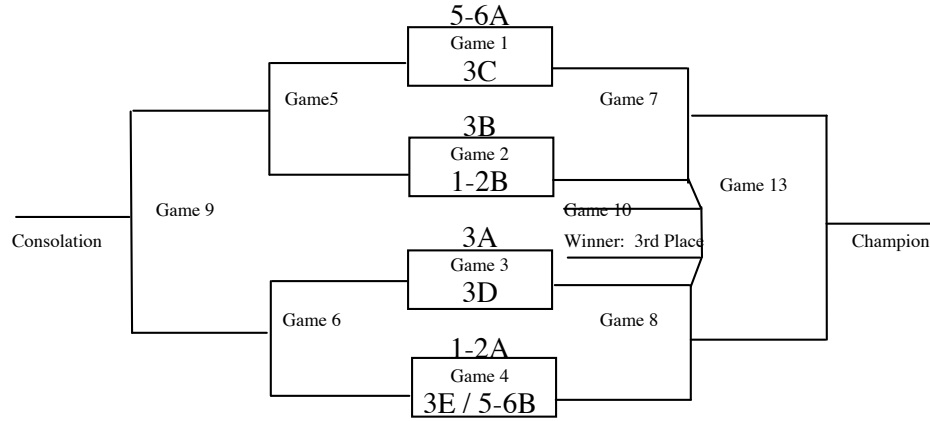 5-6A
Game 1
3C
Game5
Game 7
3B
Game 2
1-2B
Game 13
Game 9
Game 10
Consolation
Winner: 3rd Place
Champion
3A
Game 3
3D
Game 6
Game 8
1-2A
Game 4
3E / 5-6B